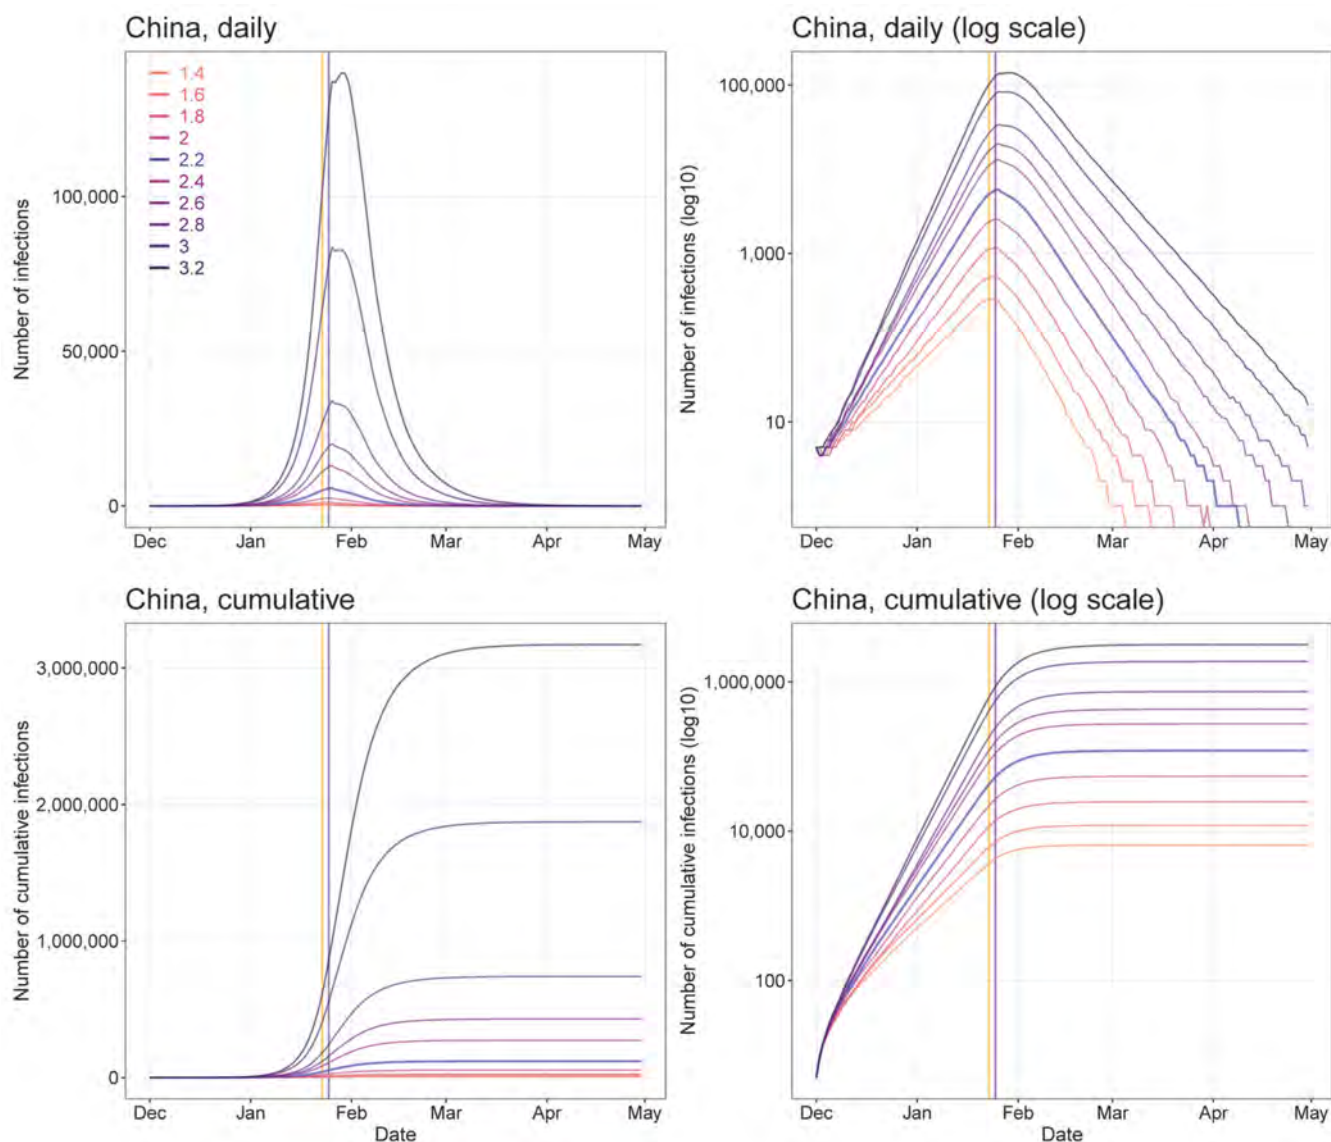 China, daily
China, daily (log scale)
Number of infections
100,000
50,000
0
1.4
1.6
1.8
2
2.2
2.4
2.6
2.8
3
3.2
Dec Jan Feb Mar Apr May
Number of infections (log10)
100,000
1,000
10
Dec Jan Feb Mar Apr May
China, cumulative
China, cumulative (log scale)
Number of cumulative infections
3,000,000
2,000,000
1,000,000
0
Dec Jan Feb Mar Apr May
Date
Number of cumulative infections (log10)
1,000,000
10,000
100
Dec Jan Feb Mar Apr May
Date